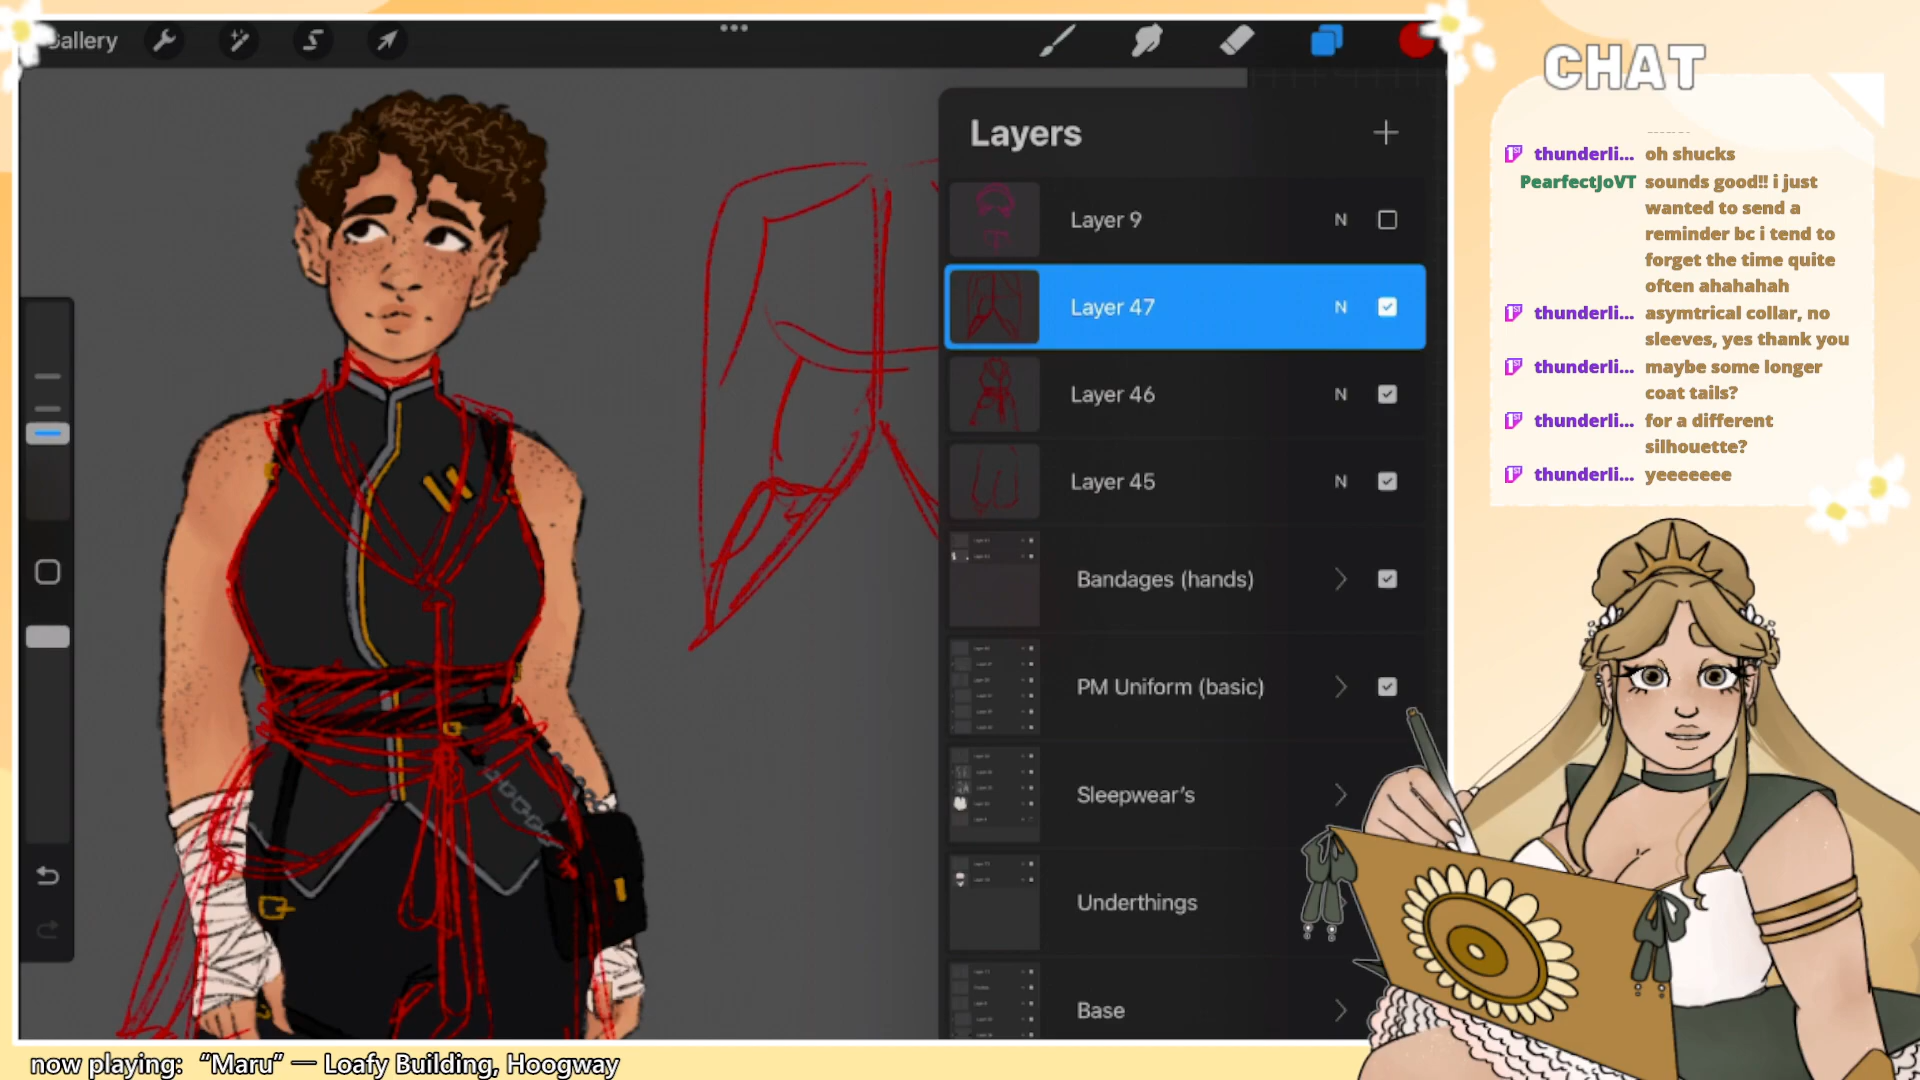 Gallery
CHAT
Layers
Layer 9 N
Layer 47 N
Layer 46 N
Layer 45 N
Bandages (hands)
PM Uniform (basic)
Sleepwear's
Underthings
Base
thunderli... oh shucks
PearfectJoVT sounds good!! i just
wanted to send a
reminder bc i tend to
forget the time quite
often ahahahah
thunderli... asymtrical collar, no
sleeves, yes thank you
thunderli... maybe some longer
coat tails?
thunderli... for a different
silhouette?
thunderli... yeeeeeee
now playing: "Maru" — Loafy Building, Hoogway